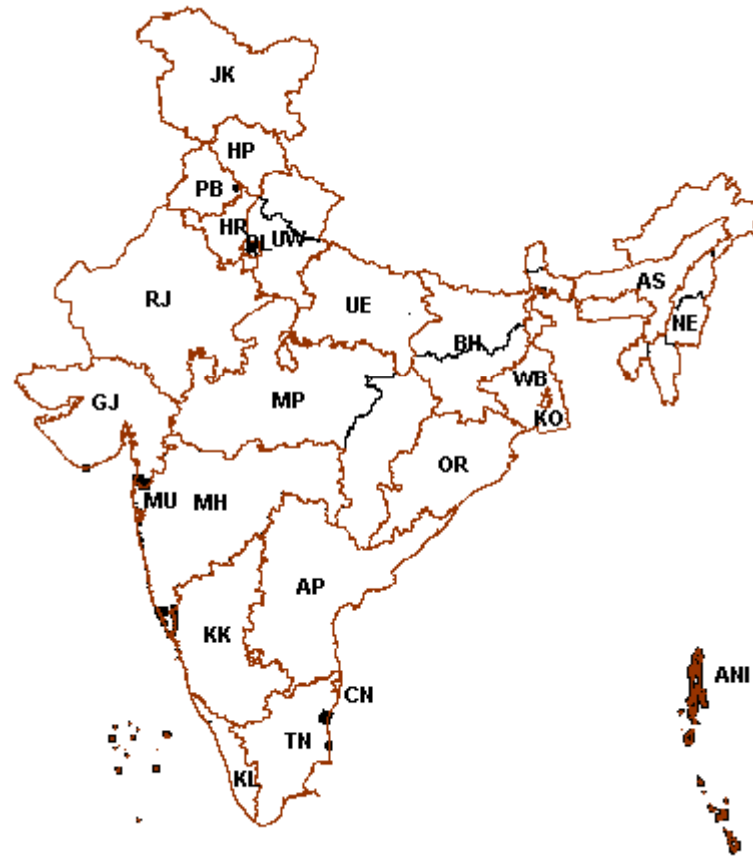 JK
HP
PB
HR
DL
UW
RJ
UE
AS
NE
BH
GJ
MP
WB
KO
OR
MU
MH
AP
KK
ANI
CN
TN
KL